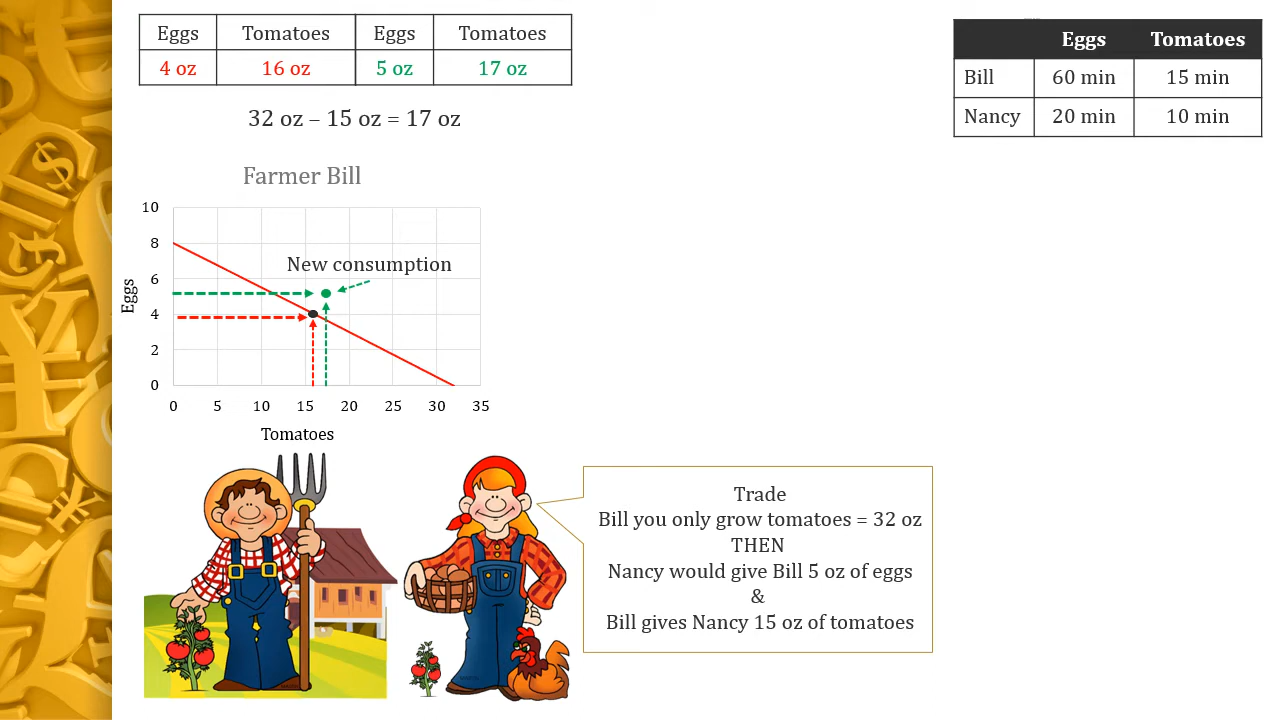 Eggs Tomatoes Eggs Tomatoes
4 oz 16 oz 5 oz 17 oz
32 oz – 15 oz = 17 oz
Eggs Tomatoes
Bill 60 min 15 min
Nancy 20 min 10 min
Farmer Bill
10
8
6
4
2
0
Eggs
New consumption
0 5 10 15 20 25 30 35
Tomatoes
Trade
Bill you only grow tomatoes = 32 oz
THEN
Nancy would give Bill 5 oz of eggs
&
Bill gives Nancy 15 oz of tomatoes